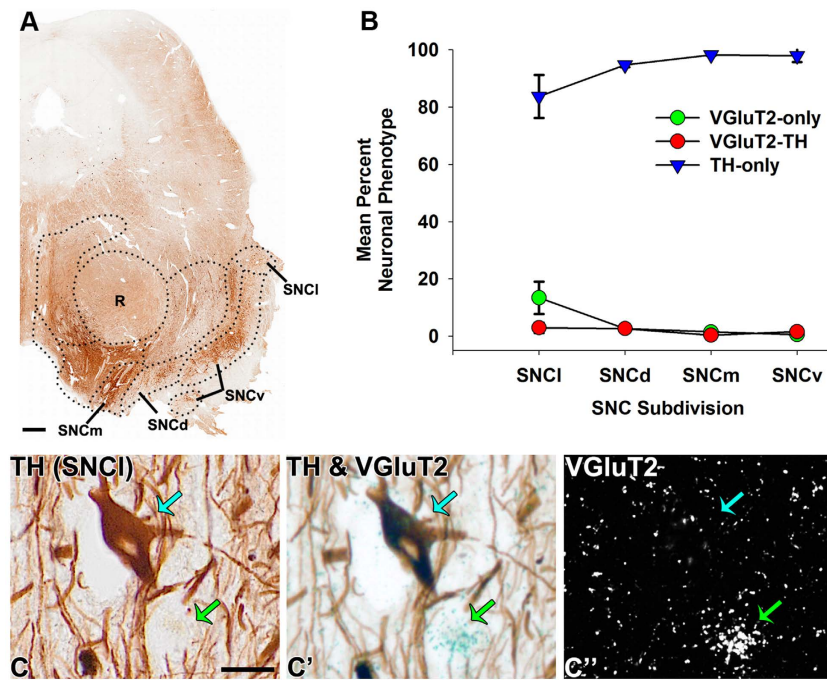 A
R
SNCl
SNCv
SNCd
SNCm
B
100
80
60
40
20
0
Mean Percent
Neuronal Phenotype
VGluT2-only
VGluT2-TH
TH-only
SNCl SNCd SNCm SNCv
SNC Subdivision
TH (SNCl)
C
TH & VGluT2
C'
VGluT2
C''